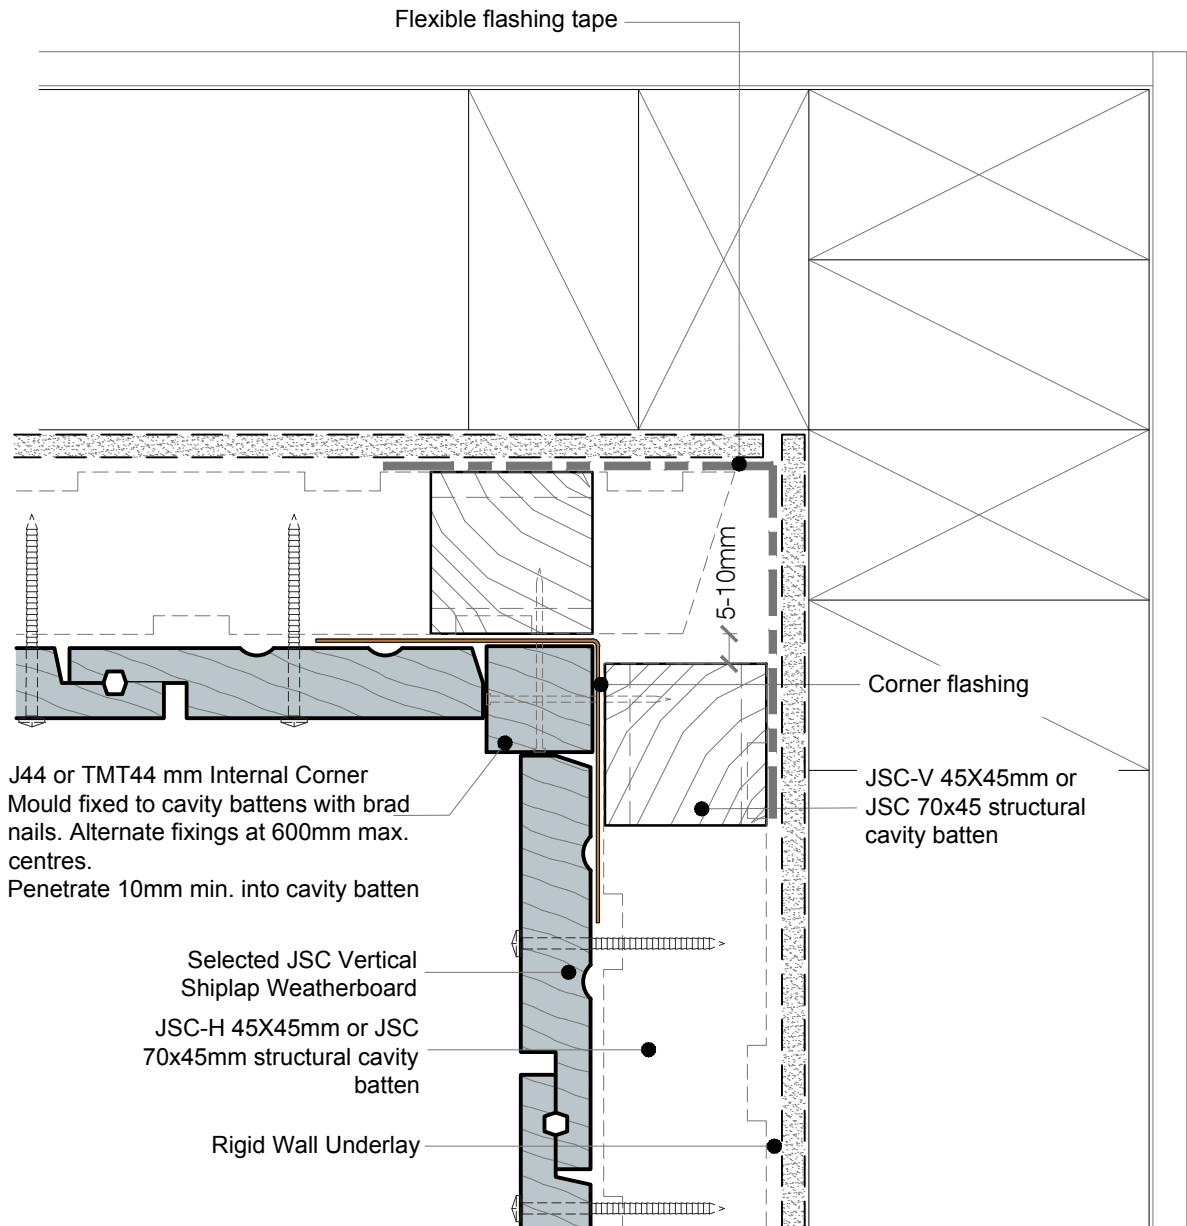 Flexible flashing tape
5-10mm
Corner flashing
J44 or TMT44 mm Internal Corner
Mould fixed to cavity battens with brad
nails. Alternate fixings at 600mm max.
centres.
Penetrate 10mm min. into cavity batten
JSC-V 45X45mm or
JSC 70x45 structural
cavity batten
Selected JSC Vertical
Shiplap Weatherboard
JSC-H 45X45mm or JSC
70x45mm structural cavity
batten
Rigid Wall Underlay